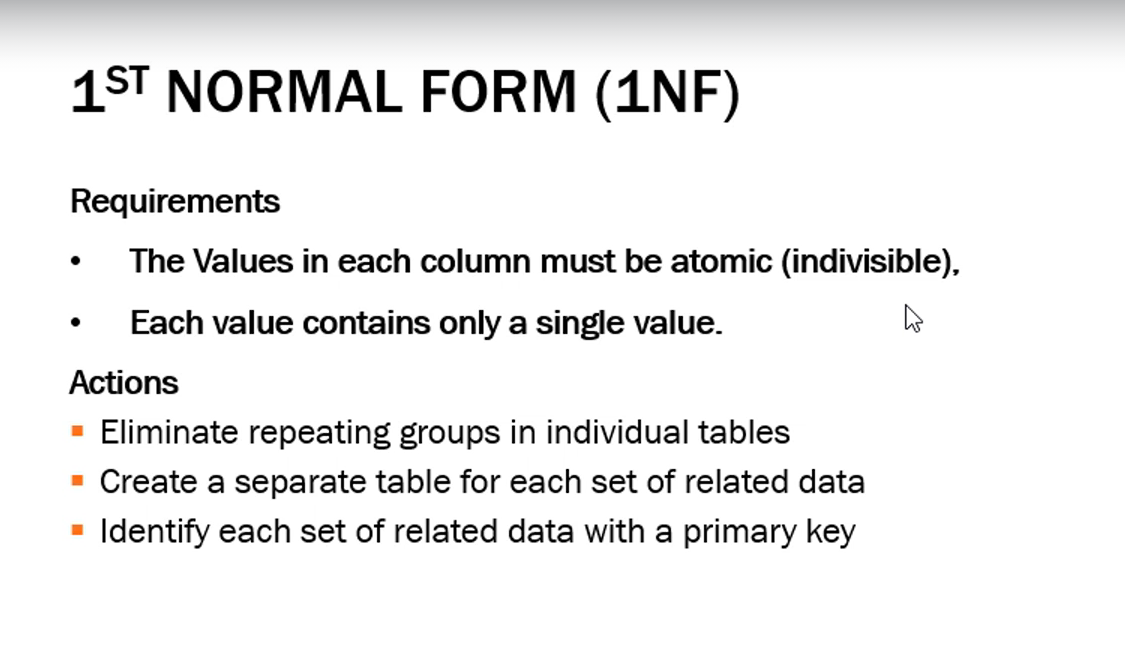 1ST NORMAL FORM (1NF)
Requirements
• The Values in each column must be atomic (indivisible),
• Each value contains only a single value.
Actions
▪ Eliminate repeating groups in individual tables
▪ Create a separate table for each set of related data
▪ Identify each set of related data with a primary key